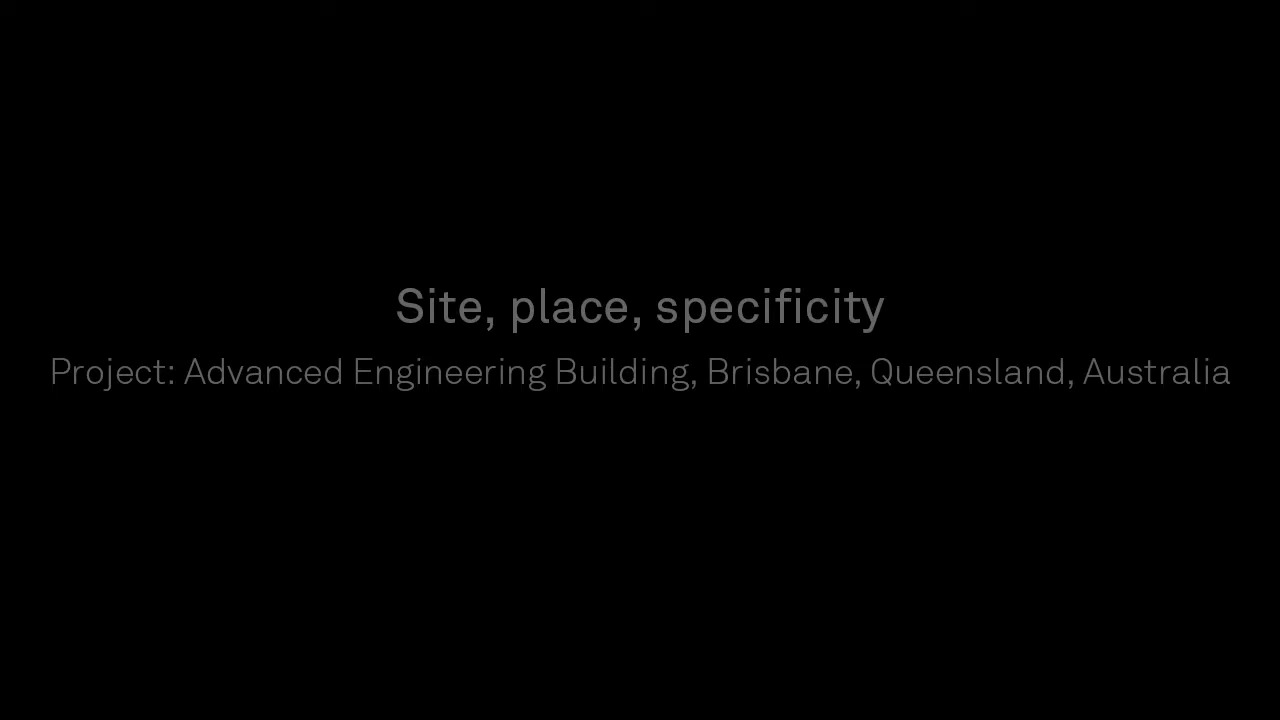 Site, place, specificity
Project: Advanced Engineering Building, Brisbane, Queensland, Australia